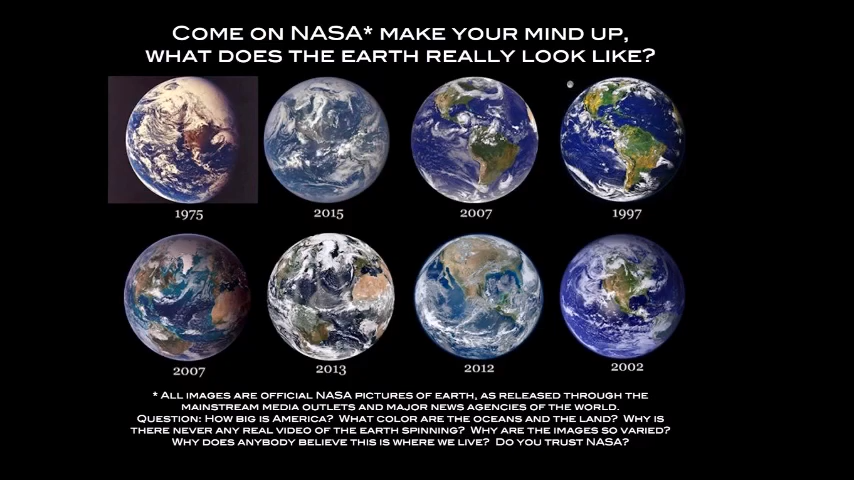 COME ON NASA* MAKE YOUR MIND UP,
WHAT DOES THE EARTH REALLY LOOK LIKE?
1975
2015
2007
1997
2007
2013
2012
2002
* ALL IMAGES ARE OFFICIAL NASA PICTURES OF EARTH, AS RELEASED THROUGH THE
MAINSTREAM MEDIA OUTLETS AND MAJOR NEWS AGENCIES OF THE WORLD.
QUESTION: HOW BIG IS AMERICA? WHAT COLOR ARE THE OCEANS AND THE LAND? WHY IS
THERE NEVER ANY REAL VIDEO OF THE EARTH SPINNING? WHY ARE THE IMAGES SO VARIED?
WHY DOES ANYBODY BELIEVE THIS IS WHERE WE LIVE? DO YOU TRUST NASA?